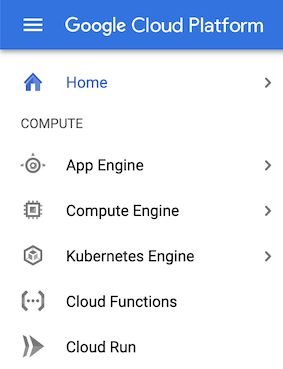 Google Cloud Platform
Home
COMPUTE
App Engine
Compute Engine
Kubernetes Engine
Cloud Functions
Cloud Run